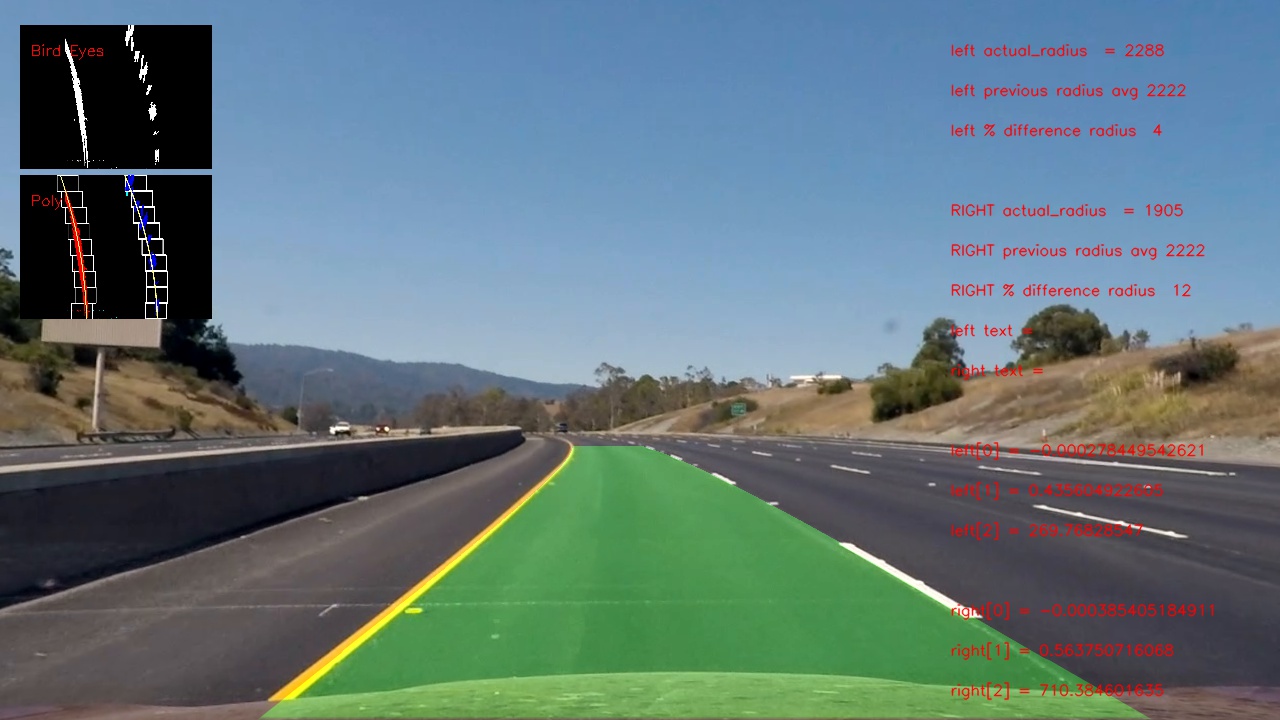 Bird Eyes
Poly
left actual_radius = 2288
left previous radius avg 2222
left % difference radius 4
RIGHT actual_radius = 1905
RIGHT previous radius avg 2222
RIGHT % difference radius 12
left text =
right text =
left[0] = -0.000278449542621
left[1] = 0.435604922605
left[2] = 269.76828547
right[0] = -0.000385405184911
right[1] = 0.563750716068
right[2] = 710.384601635